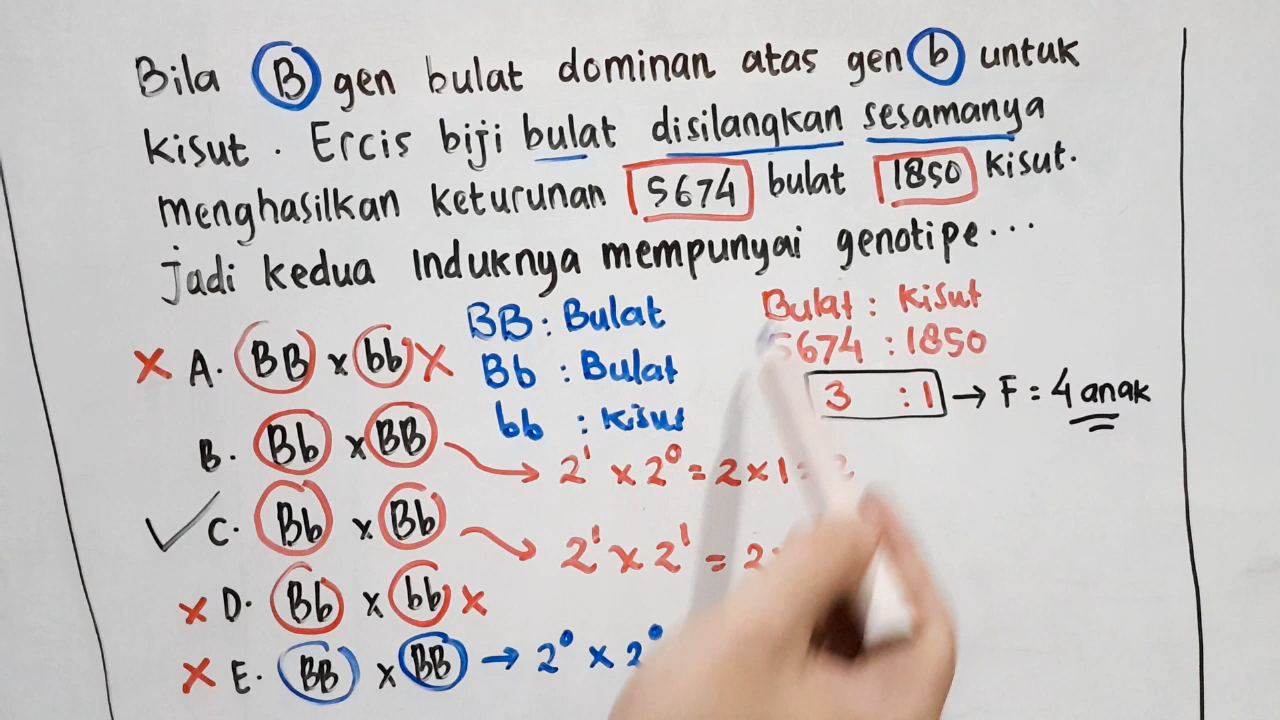 Bila B gen bulat dominan atas gen b untuk
kisut. Ercis biji bulat disilangkan sesamanya
menghasilkan keturunan 5674 bulat 1850 kisut.
Jadi kedua Induknya mempunyai genotipe...
BB : Bulat
Bb : Bulat
bb : kisut
Bulat : Kisut
5674 : 1850
3 : 1 → F = 4 anak
× A. BB × bb ×
B. Bb × BB → 2¹ × 2⁰ = 2 × 1 = 2
✓ C. Bb × Bb → 2¹ × 2¹ = 2
× D. Bb × bb ×
× E. BB × BB → 2⁰ × 2⁰